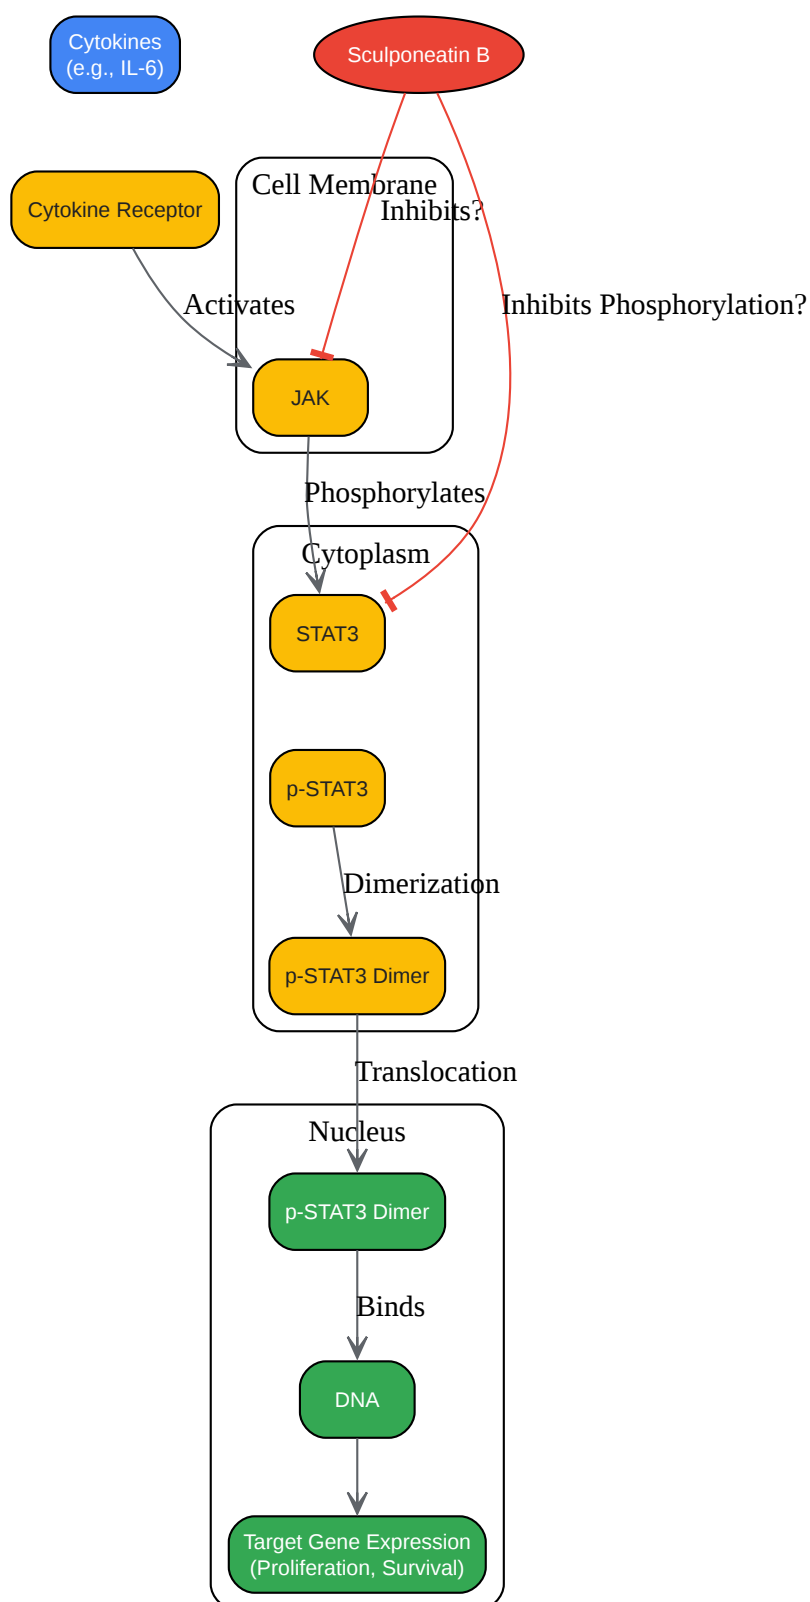 Cytokines
(e.g., IL-6)
Sculponeatin B
Cell Membrane
Cytokine Receptor
Inhibits?
Activates
Inhibits Phosphorylation?
JAK
Phosphorylates
Cytoplasm
STAT3
p-STAT3
Dimerization
p-STAT3 Dimer
Translocation
Nucleus
p-STAT3 Dimer
Binds
DNA
Target Gene Expression
(Proliferation, Survival)